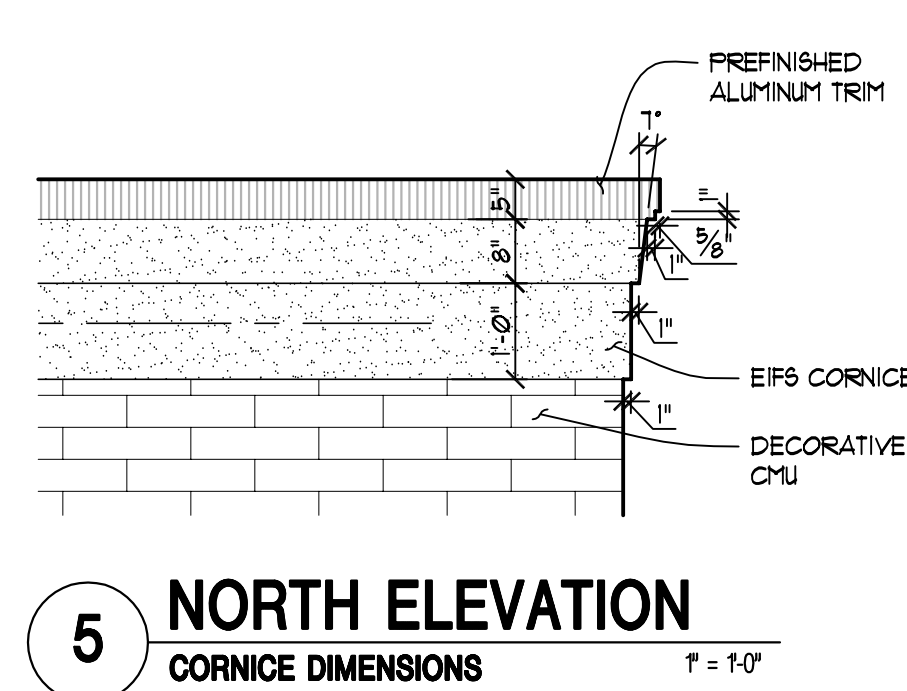 PREFINISHED
ALUMINUM TRIM
7°
5"
1"
5/8"
8"
1"
1'-0"
1"
EIFS CORNICE
1"
DECORATIVE
CMU
5
NORTH ELEVATION
CORNICE DIMENSIONS
1" = 1'-0"